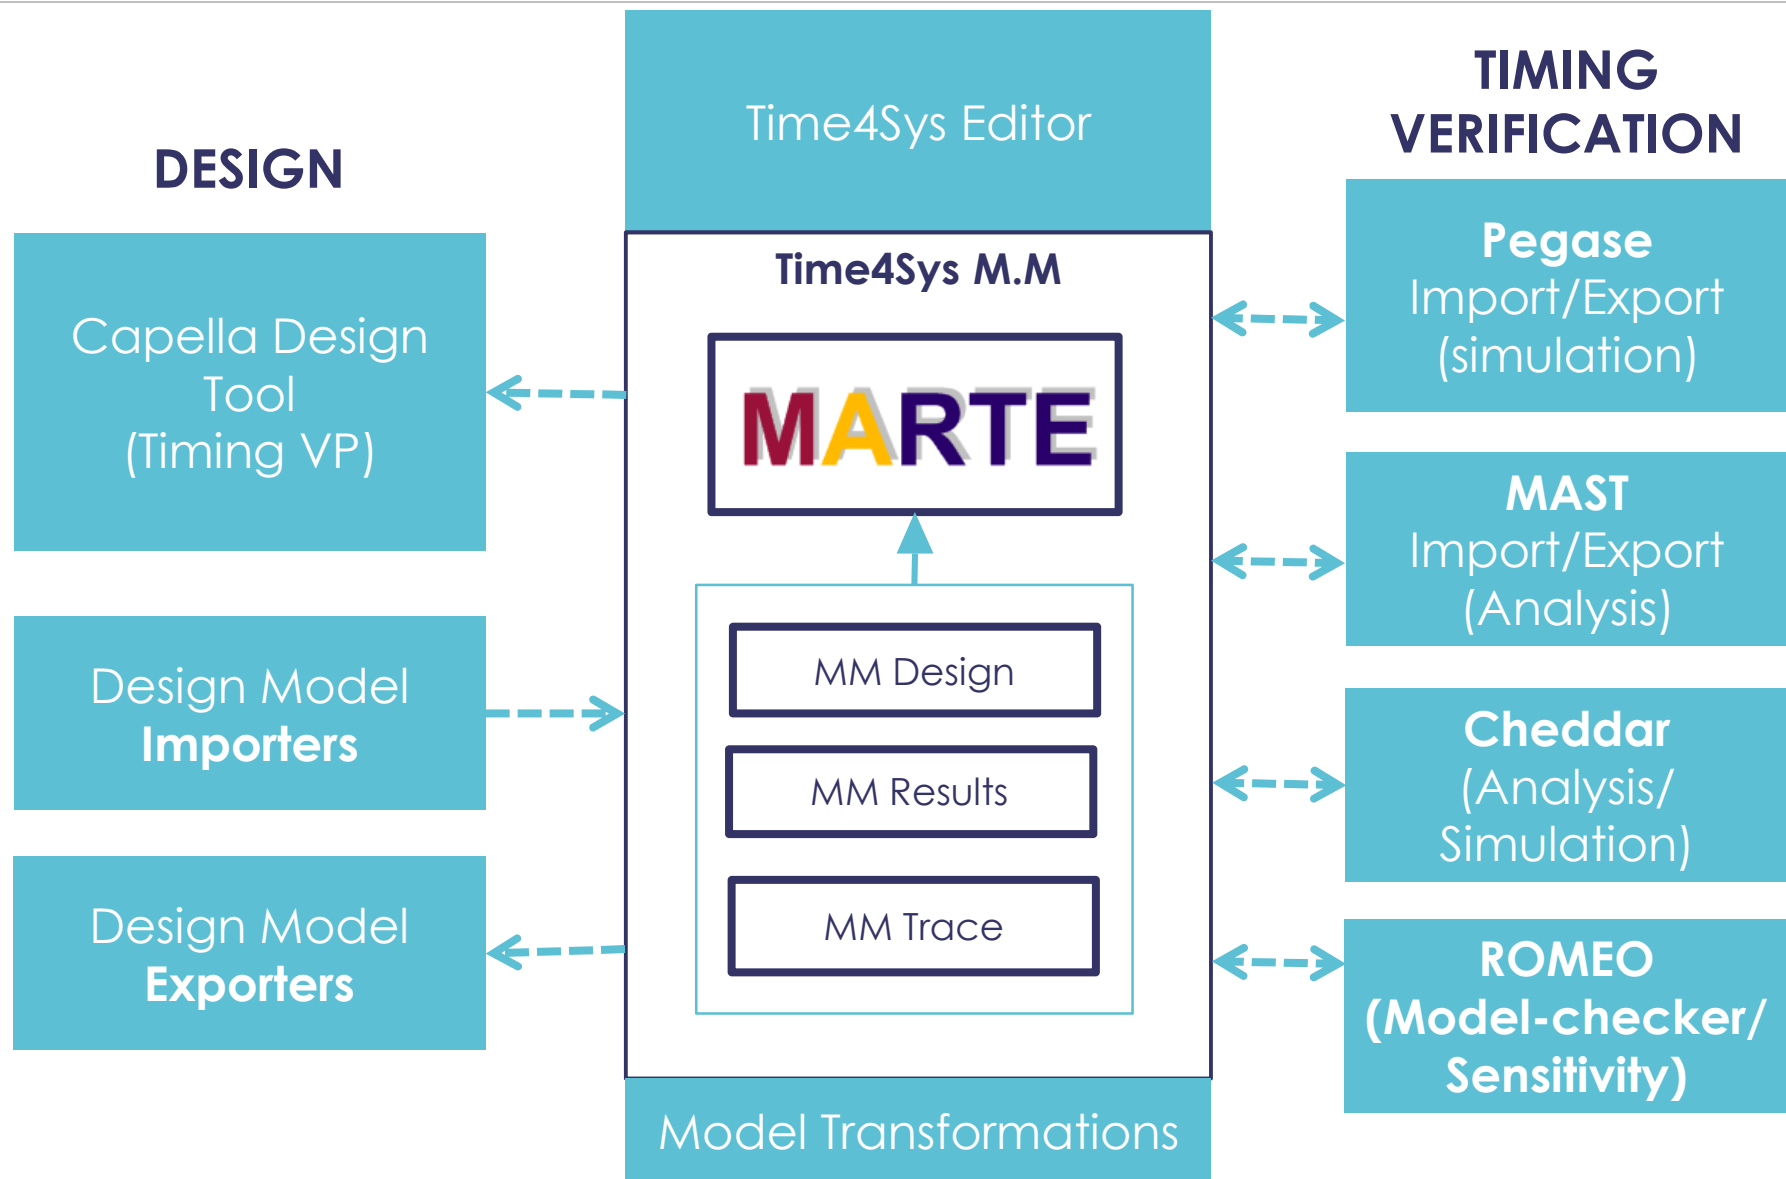 DESIGN
Capella Design
Tool
(Timing VP)
Design Model
Importers
Design Model
Exporters
Time4Sys Editor
Time4Sys M.M
MARTE
MM Design
MM Results
MM Trace
Model Transformations
TIMING
VERIFICATION
Pegase
Import/Export
(simulation)
MAST
Import/Export
(Analysis)
Cheddar
(Analysis/
Simulation)
ROMEO
(Model-checker/
Sensitivity)